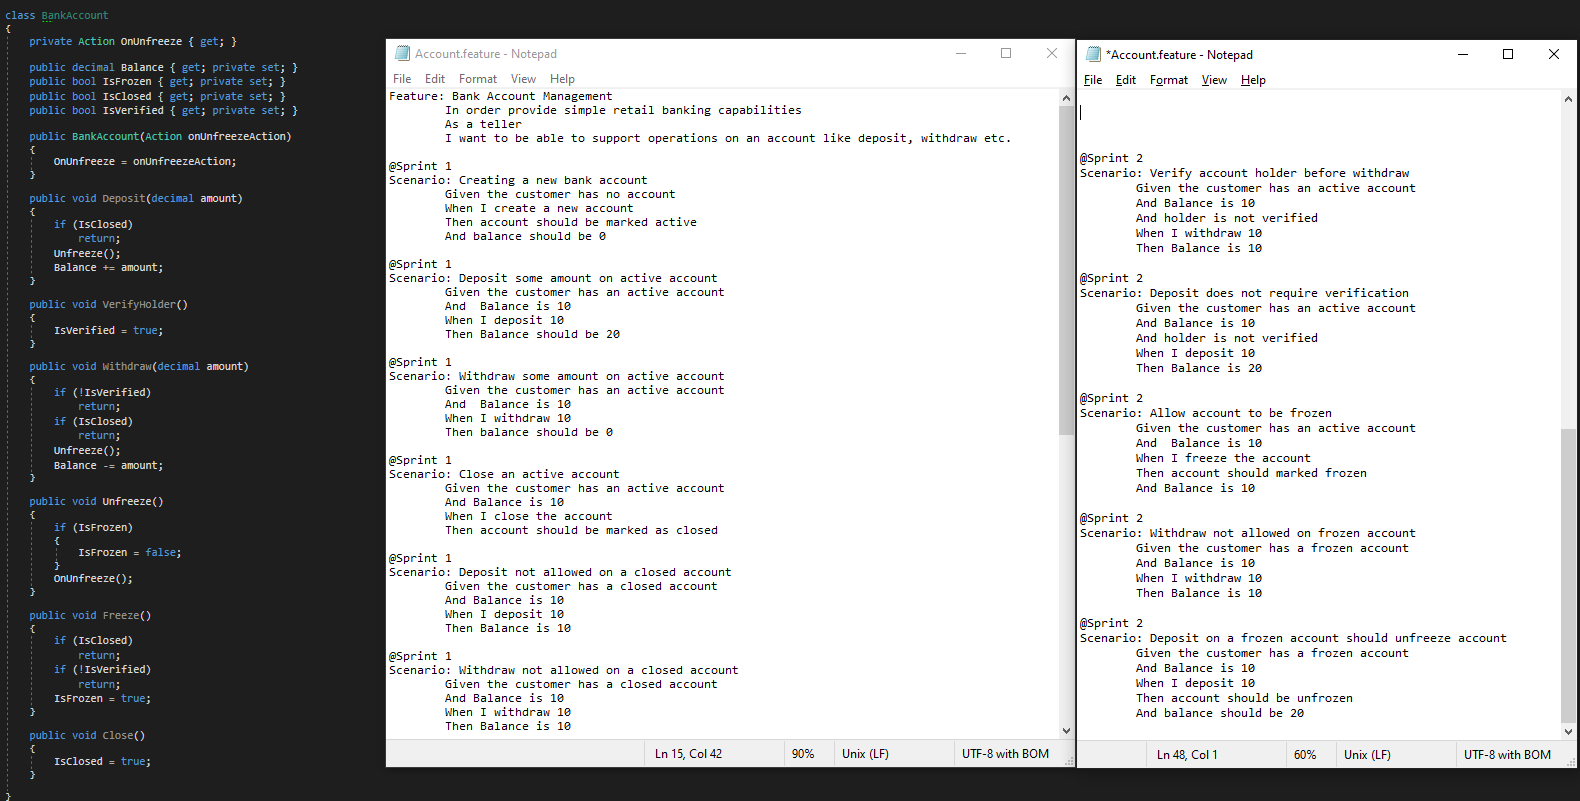 class BankAccount
{
private Action OnUnfreeze { get; }
public decimal Balance { get; private set; }
public bool IsFrozen { get; private set; }
public bool IsClosed { get; private set; }
public bool IsVerified { get; private set; }
public BankAccount(Action onUnfreezeAction)
{
OnUnfreeze = onUnfreezeAction;
}
public void Deposit(decimal amount)
{
if (IsClosed)
return;
Unfreeze();
Balance += amount;
}
public void VerifyHolder()
{
IsVerified = true;
}
public void Withdraw(decimal amount)
{
if (!IsVerified)
return;
if (IsClosed)
return;
Unfreeze();
Balance -= amount;
}
public void Unfreeze()
{
if (IsFrozen)
{
IsFrozen = false;
}
OnUnfreeze();
}
public void Freeze()
{
if (IsClosed)
return;
if (!IsVerified)
return;
IsFrozen = true;
}
public void Close()
{
IsClosed = true;
}
}
Account.feature - Notepad
File Edit Format View Help
Feature: Bank Account Management
In order provide simple retail banking capabilities
As a teller
I want to be able to support operations on an account like deposit, withdraw etc.
@Sprint 1
Scenario: Creating a new bank account
Given the customer has no account
When I create a new account
Then account should be marked active
And balance should be 0
@Sprint 1
Scenario: Deposit some amount on active account
Given the customer has an active account
And  Balance is 10
When I deposit 10
Then Balance should be 20
@Sprint 1
Scenario: Withdraw some amount on active account
Given the customer has an active account
And  Balance is 10
When I withdraw 10
Then balance should be 0
@Sprint 1
Scenario: Close an active account
Given the customer has an active account
And Balance is 10
When I close the account
Then account should be marked as closed
@Sprint 1
Scenario: Deposit not allowed on a closed account
Given the customer has a closed account
And Balance is 10
When I deposit 10
Then Balance is 10
@Sprint 1
Scenario: Withdraw not allowed on a closed account
Given the customer has a closed account
And Balance is 10
When I withdraw 10
Then Balance is 10
Ln 15, Col 42 90% Unix (LF) UTF-8 with BOM
*Account.feature - Notepad
File Edit Format View Help
@Sprint 2
Scenario: Verify account holder before withdraw
Given the customer has an active account
And Balance is 10
And holder is not verified
When I withdraw 10
Then Balance is 10
@Sprint 2
Scenario: Deposit does not require verification
Given the customer has an active account
And Balance is 10
And holder is not verified
When I deposit 10
Then Balance is 20
@Sprint 2
Scenario: Allow account to be frozen
Given the customer has an active account
And  Balance is 10
When I freeze the account
Then account should marked frozen
And Balance is 10
@Sprint 2
Scenario: Withdraw not allowed on frozen account
Given the customer has a frozen account
And Balance is 10
When I withdraw 10
Then Balance is 10
@Sprint 2
Scenario: Deposit on a frozen account should unfreeze account
Given the customer has a frozen account
And Balance is 10
When I deposit 10
Then account should be unfrozen
And balance should be 20
Ln 48, Col 1 60% Unix (LF) UTF-8 with BOM